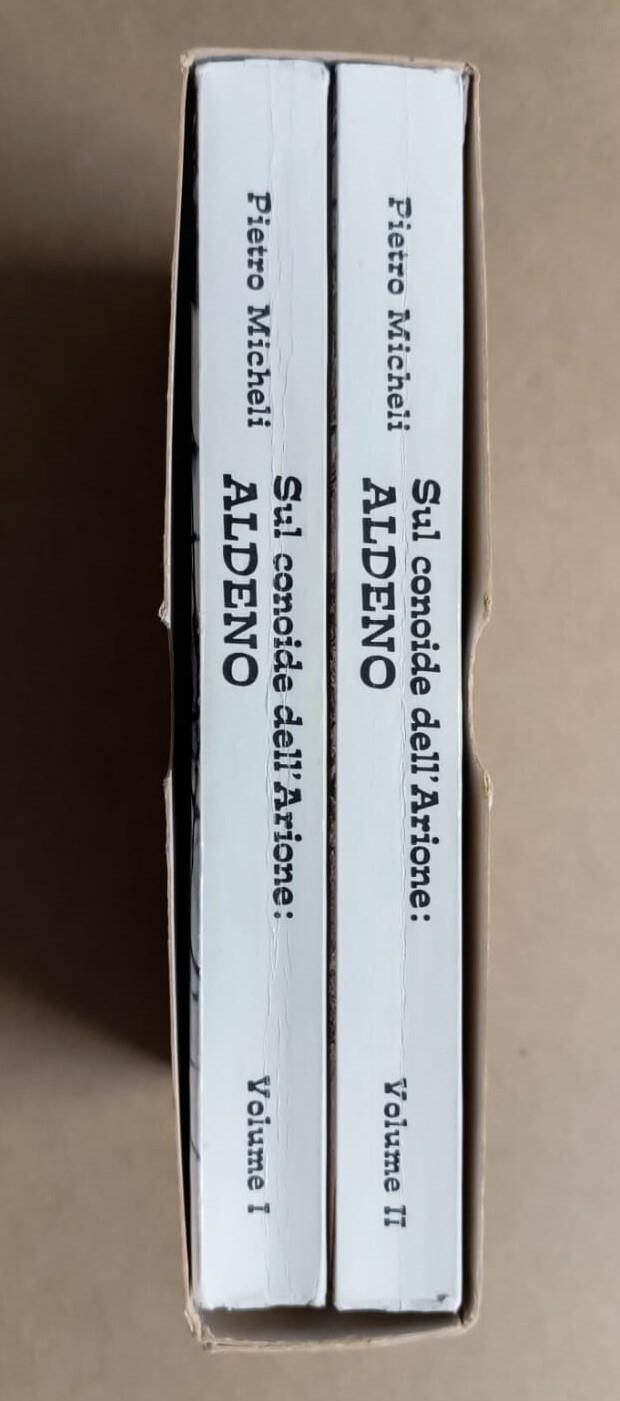 Pietro Micheli
Sul conoide dell'Arione:
ALDENO
Volume I
Pietro Micheli
Sul conoide dell'Arione:
ALDENO
Volume II